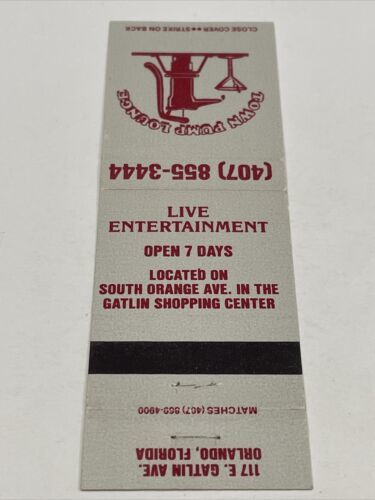 CLOSE COVER★★STRIKE ON BACK
TOWN PUMP LOUNGE
(407) 855-3444
LIVE
ENTERTAINMENT
OPEN 7 DAYS
LOCATED ON
SOUTH ORANGE AVE. IN THE
GATLIN SHOPPING CENTER
MATCHES (407) 869-4900
117 E. GATLIN AVE.
ORLANDO, FLORIDA